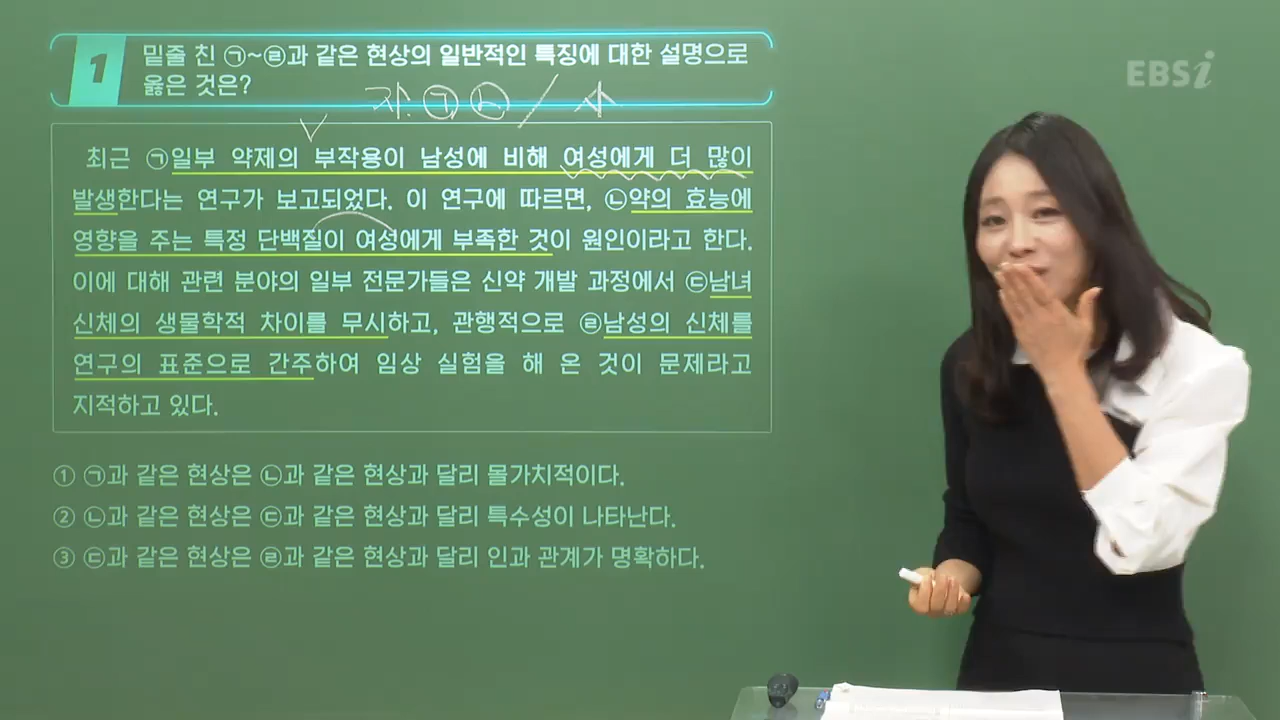 1 밑줄 친 ㉠~㉣과 같은 현상의 일반적인 특징에 대한 설명으로
옳은 것은?
EBSi
자. ㉠ ㉡ / 사
최근 ㉠일부 약제의 부작용이 남성에 비해 여성에게 더 많이
발생한다는 연구가 보고되었다. 이 연구에 따르면, ㉡약의 효능에
영향을 주는 특정 단백질이 여성에게 부족한 것이 원인이라고 한다.
이에 대해 관련 분야의 일부 전문가들은 신약 개발 과정에서 ㉢남녀
신체의 생물학적 차이를 무시하고, 관행적으로 ㉣남성의 신체를
연구의 표준으로 간주하여 임상 실험을 해 온 것이 문제라고
지적하고 있다.
① ㉠과 같은 현상은 ㉡과 같은 현상과 달리 몰가치적이다.
② ㉡과 같은 현상은 ㉢과 같은 현상과 달리 특수성이 나타난다.
③ ㉢과 같은 현상은 ㉣과 같은 현상과 달리 인과 관계가 명확하다.